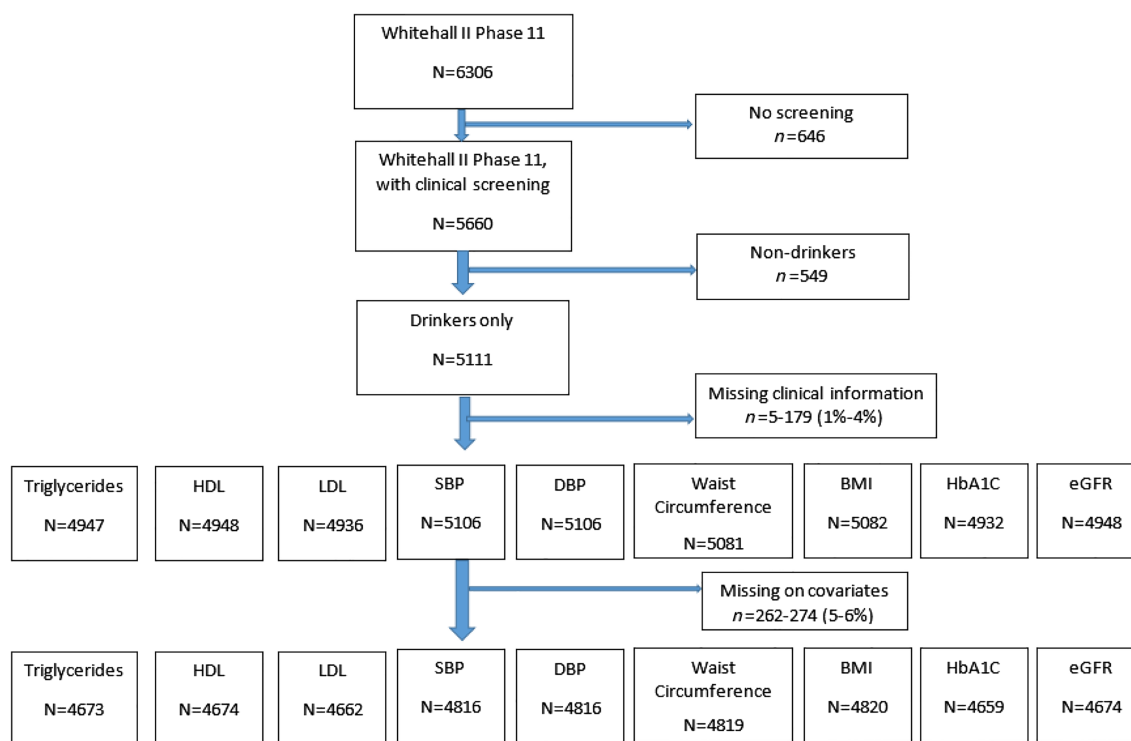 Whitehall II Phase 11
N=6306
No screening
n=646
Whitehall II Phase 11,
with clinical screening
N=5660
Non-drinkers
n=549
Drinkers only
N=5111
Missing clinical information
n=5-179 (1%-4%)
Triglycerides
N=4947
HDL
N=4948
LDL
N=4936
SBP
N=5106
DBP
N=5106
Waist
Circumference
N=5081
BMI
N=5082
HbA1C
N=4932
eGFR
N=4948
Missing on covariates
n=262-274 (5-6%)
Triglycerides
N=4673
HDL
N=4674
LDL
N=4662
SBP
N=4816
DBP
N=4816
Waist
Circumference
N=4819
BMI
N=4820
HbA1C
N=4659
eGFR
N=4674